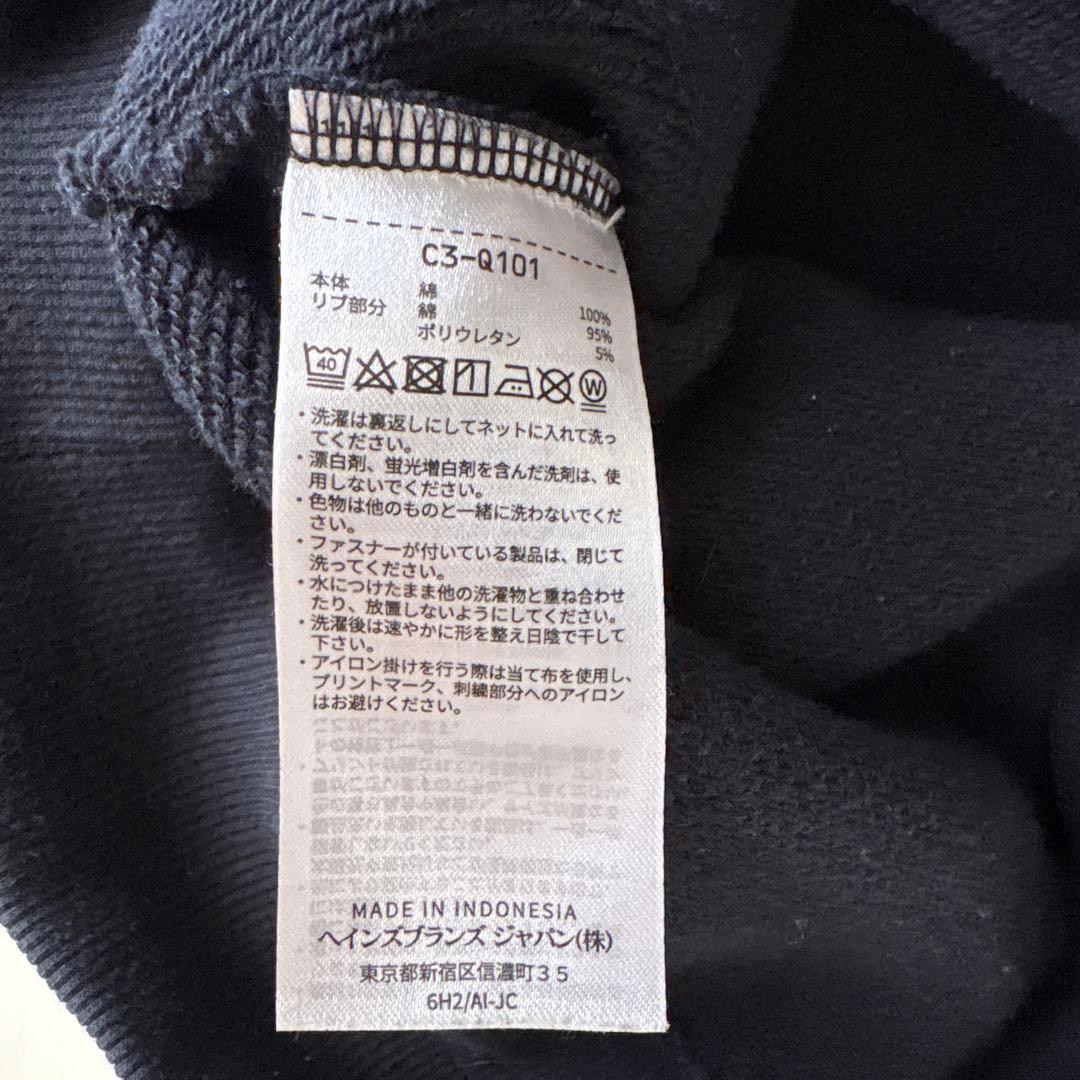 C3-Q101
本体 綿 100%
リブ部分 綿 95%
ポリウレタン 5%
40
W
・洗濯は裏返しにしてネットに入れて洗っ
てください。
・漂白剤、蛍光増白剤を含んだ洗剤は、使
用しないでください。
・色物は他のものと一緒に洗わないでくだ
さい。
・ファスナーが付いている製品は、閉じて
洗ってください。
・水につけたまま他の洗濯物と重ね合わせ
たり、放置しないようにしてください。
・洗濯後は速やかに形を整え日陰で干して
下さい。
・アイロン掛けを行う際は当て布を使用し、
プリントマーク、刺繍部分へのアイロン
はお避けください。
MADE IN INDONESIA
ヘインズブランズ ジャパン(株)
東京都新宿区信濃町35
6H2/AI-JC